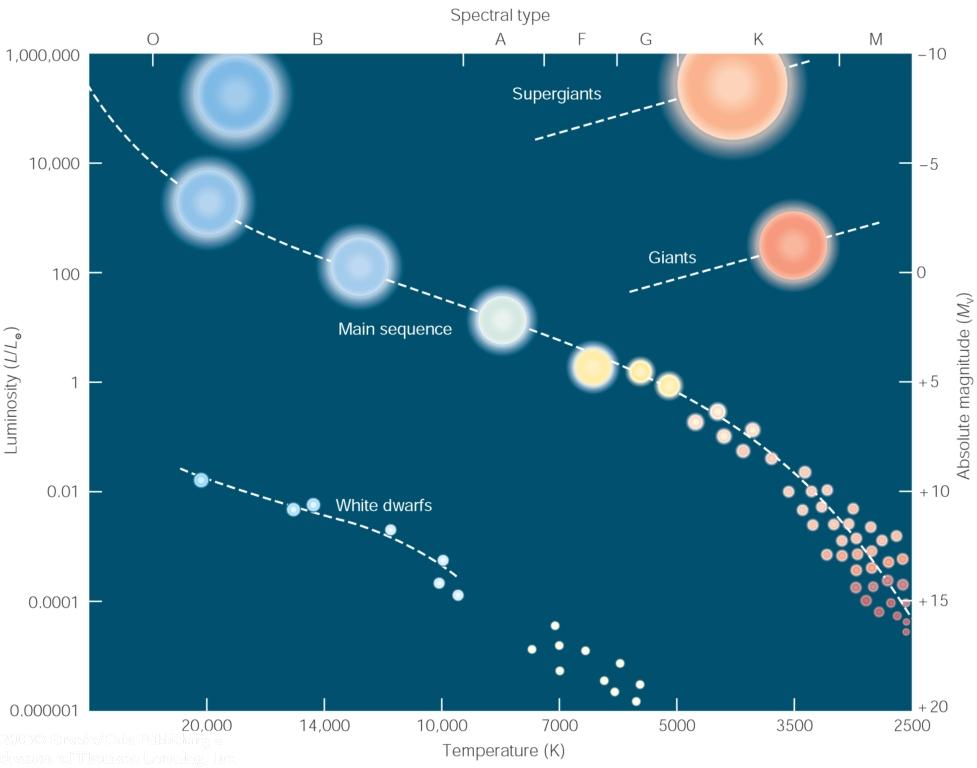 Spectral type
O B A F G K M
1,000,000
10,000
100
1
0.01
0.0001
0.000001
Luminosity (L/L⊙)
Supergiants
Giants
Main sequence
White dwarfs
−10
−5
0
+5
+10
+15
+20
Absolute magnitude (Mv)
20,000 14,000 10,000 7000 5000 3500 2500
Temperature (K)